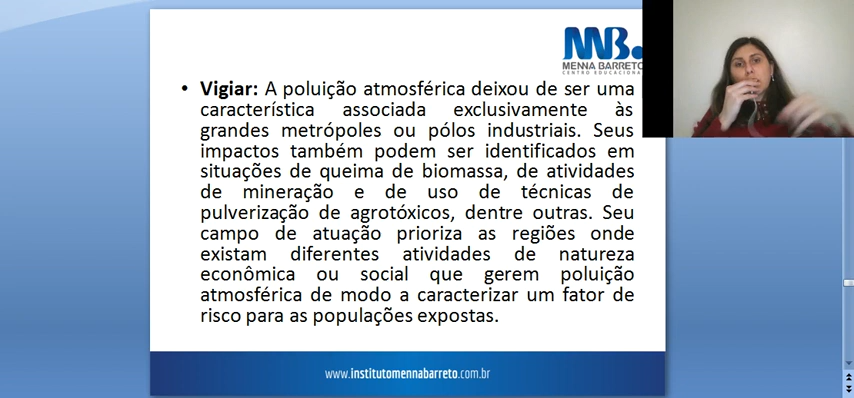 MB.
MENNA BARRETO
CENTRO EDUCACIONAL
• Vigiar: A poluição atmosférica deixou de ser uma
característica associada exclusivamente às
grandes metrópoles ou pólos industriais. Seus
impactos também podem ser identificados em
situações de queima de biomassa, de atividades
de mineração e de uso de técnicas de
pulverização de agrotóxicos, dentre outras. Seu
campo de atuação prioriza as regiões onde
existam diferentes atividades de natureza
econômica ou social que gerem poluição
atmosférica de modo a caracterizar um fator de
risco para as populações expostas.
www.institutomennabarreto.com.br